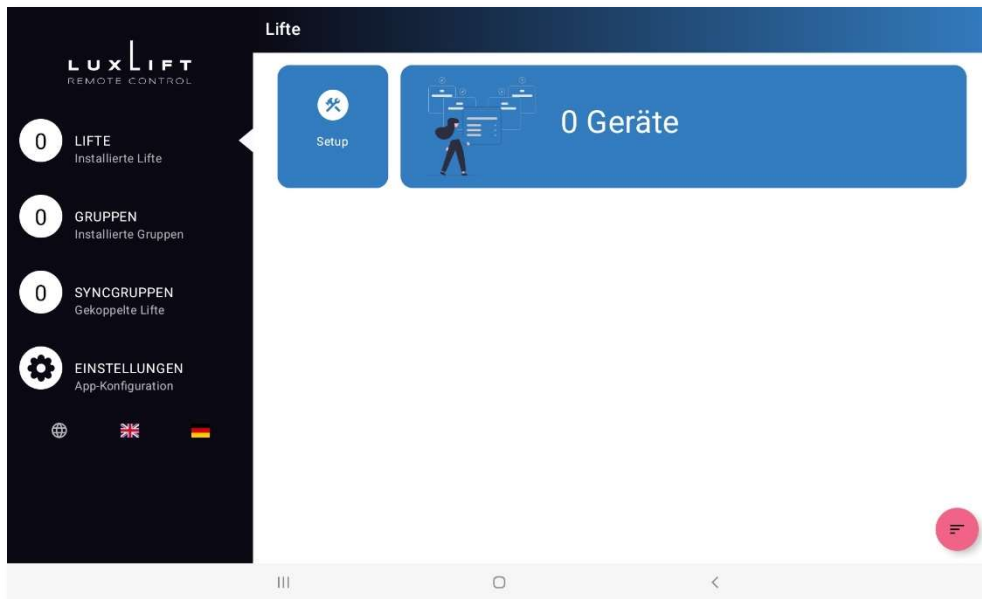 LUXLIFT
REMOTE CONTROL
0
LIFTE
Installierte Lifte
0
GRUPPEN
Installierte Gruppen
0
SYNCGRUPPEN
Gekoppelte Lifte
EINSTELLUNGEN
App-Konfiguration
Lifte
Setup
0 Geräte